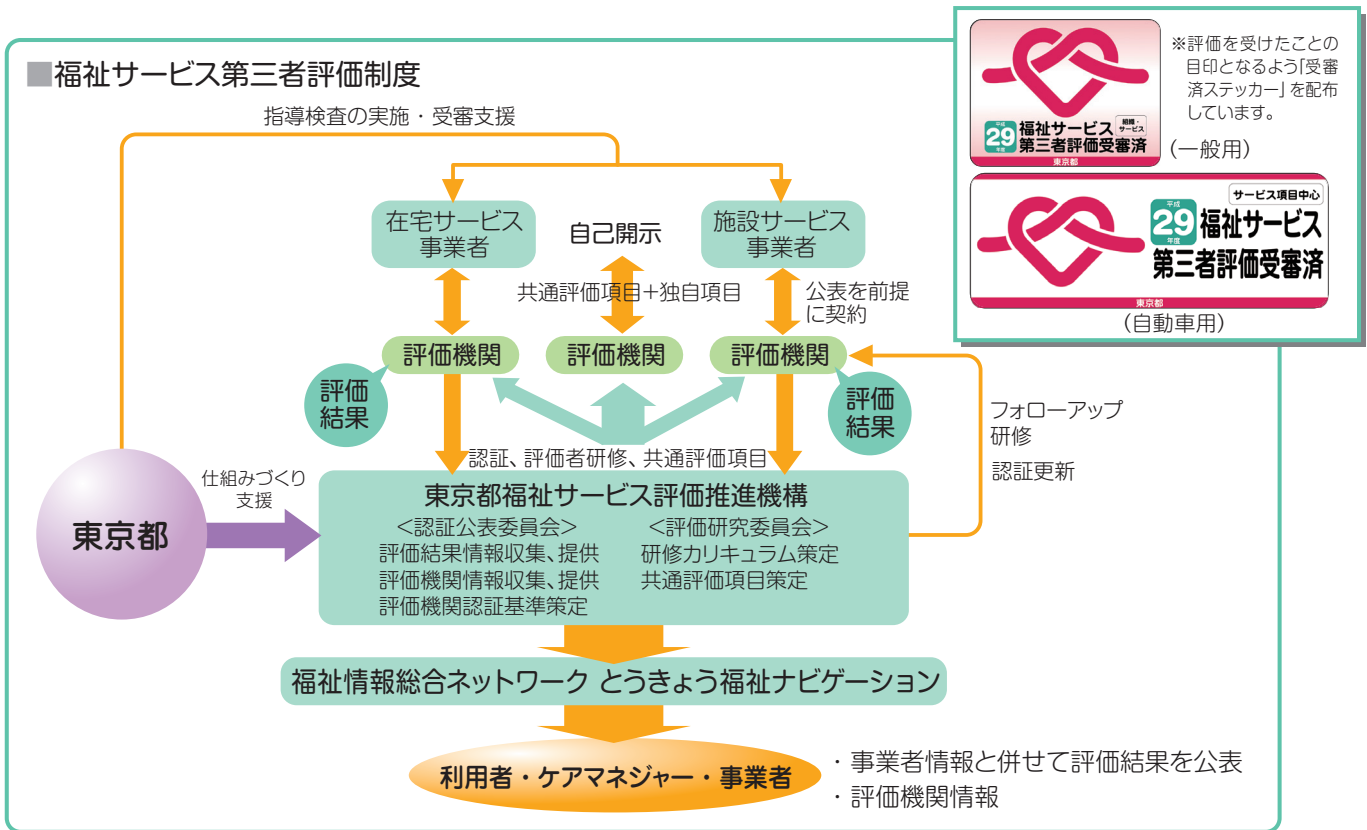 ■福祉サービス第三者評価制度
指導検査の実施・受審支援
在宅サービス
事業者
自己開示
施設サービス
事業者
共通評価項目+独自項目
公表を前提
に契約
評価機関
評価機関
評価機関
評価
結果
評価
結果
フォローアップ
研修
認証更新
認証、評価者研修、共通評価項目
東京都
仕組みづくり
支援
東京都福祉サービス評価推進機構
<認証公表委員会>
評価結果情報収集、提供
評価機関情報収集、提供
評価機関認証基準策定
<評価研究委員会>
研修カリキュラム策定
共通評価項目策定
福祉情報総合ネットワーク とうきょう福祉ナビゲーション
利用者・ケアマネジャー・事業者
・事業者情報と併せて評価結果を公表
・評価機関情報
平成
29
年度
福祉サービス
組織・
サービス
第三者評価受審済
東京都
※評価を受けたことの
目印となるよう「受審
済ステッカー」を配布
しています。
(一般用)
サービス項目中心
平成
29
年度
福祉サービス
第三者評価受審済
東京都
(自動車用)